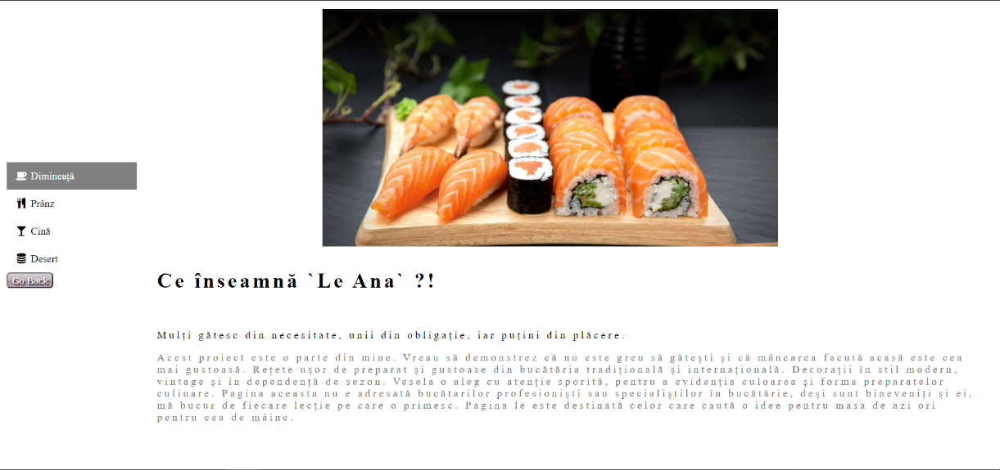 Dimineață
Prânz
Cină
Desert
Go Back
Ce înseamnă `Le Ana` ?!
Mulți gătesc din necesitate, unii din obligație, iar puțini din plăcere.
Acest proiect este o parte din mine. Vreau să demonstrez că nu este greu să gătești și că mâncarea facută acasă este cea
mai gustoasă. Rețete ușor de preparat și gustoase din bucătăria tradițională și internațională. Decorații în stil modern,
vintage și în dependență de sezon. Vesela o aleg cu atenție sporită, pentru a evidenția culoarea și forma preparatelor
culinare. Pagina aceasta nu e adresată bucătarilor profesioniști sau specialiștilor în bucătărie, deși sunt bineveniți și ei,
mă bucur de fiecare lecție pe care o primesc. Pagina le este destinată celor care caută o idee pentru masa de azi ori
pentru cea de mâine.